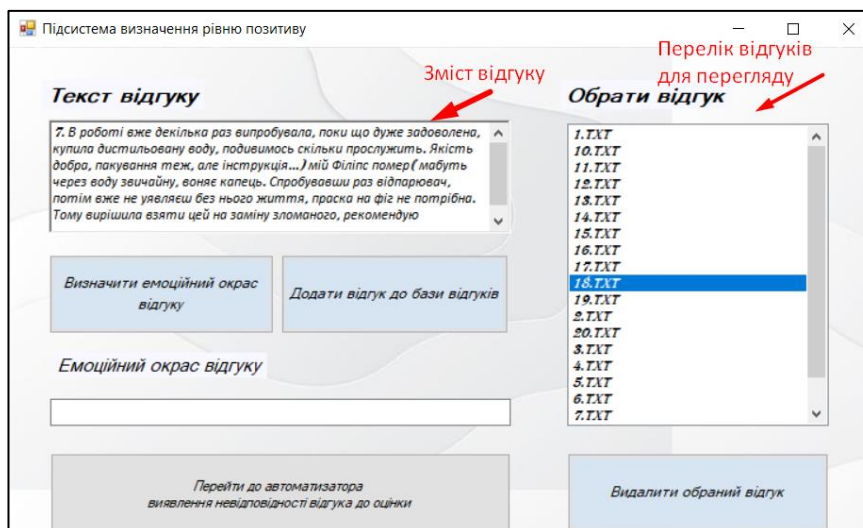 Підсистема визначення рівню позитиву
Зміст відгуку
Перелік відгуків
для перегляду
Текст відгуку
Обрати відгук
7. В роботі вже декілька раз випробувала, поки що дуже задоволена,
купила дистильовану воду, подивимось скільки прослужить. Якість
добра, пакування теж, але інструкція...) мій Філіпс помер( мабуть
через воду звичайну, воняє капець. Спробувавши раз відпарювач,
потім вже не уявляєш без нього життя, праска на фіг не потрібна.
Тому вирішила взяти цей на заміну зломаного, рекомендую
1.TXT
10.TXT
11.TXT
12.TXT
13.TXT
14.TXT
15.TXT
16.TXT
17.TXT
18.TXT
19.TXT
2.TXT
20.TXT
3.TXT
4.TXT
5.TXT
6.TXT
7.TXT
Визначити емоційний окрас
відгуку
Додати відгук до бази відгуків
Емоційний окрас відгуку
Перейти до автоматизатора
виявлення невідповідності відгука до оцінки
Видалити обраний відгук